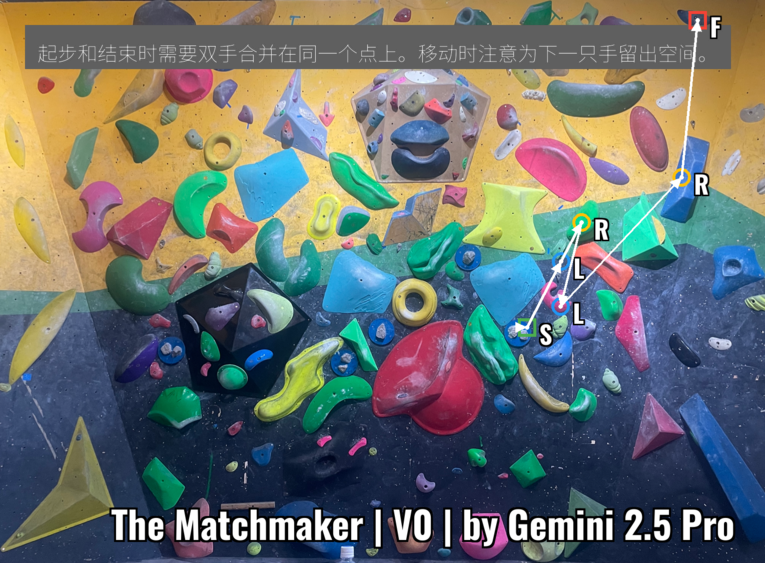 起步和结束时需要双手合并在同一个点上。移动时注意为下一只手留出空间。
F
R
R
L
L
S
The Matchmaker | V0 | by Gemini 2.5 Pro